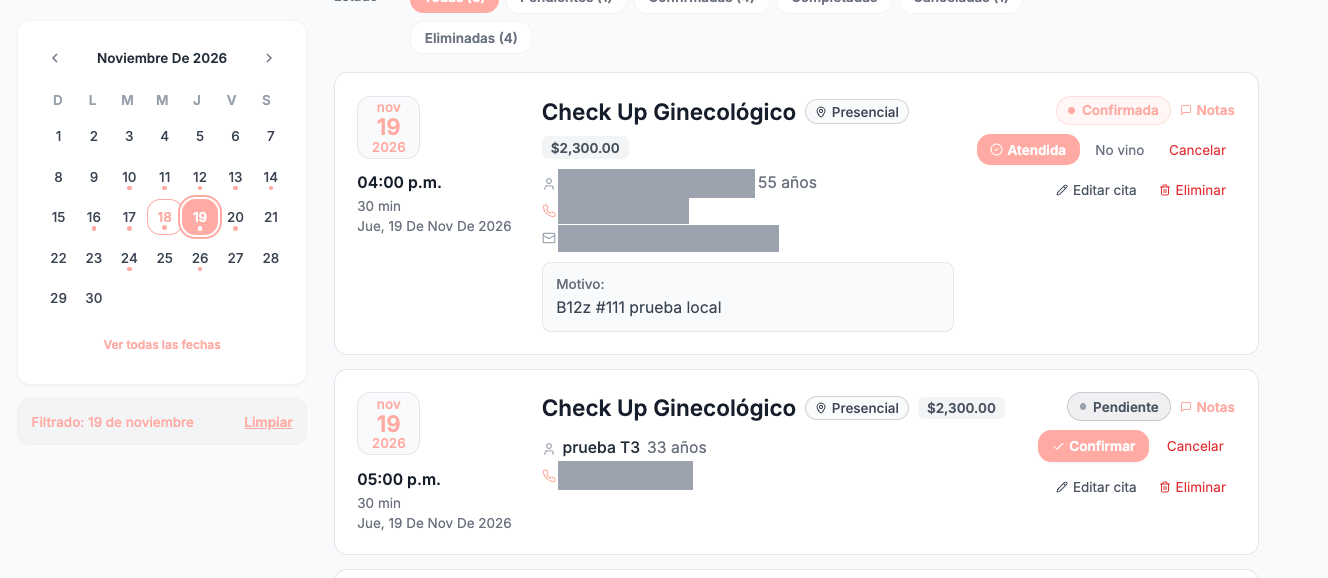 Noviembre De 2026
D L M M J V S
1 2 3 4 5 6 7
8 9 10 11 12 13 14
15 16 17 18 19 20 21
22 23 24 25 26 27 28
29 30
Ver todas las fechas
Filtrado: 19 de noviembre Limpiar
Eliminadas (4)
nov
19
2026
04:00 p.m.
30 min
Jue, 19 De Nov De 2026
Check Up Ginecológico Presencial
$2,300.00
55 años
Motivo:
B12z #111 prueba local
Confirmada Notas
Atendida No vino Cancelar
Editar cita Eliminar
nov
19
2026
05:00 p.m.
30 min
Jue, 19 De Nov De 2026
Check Up Ginecológico Presencial $2,300.00
prueba T3 33 años
Pendiente Notas
Confirmar Cancelar
Editar cita Eliminar